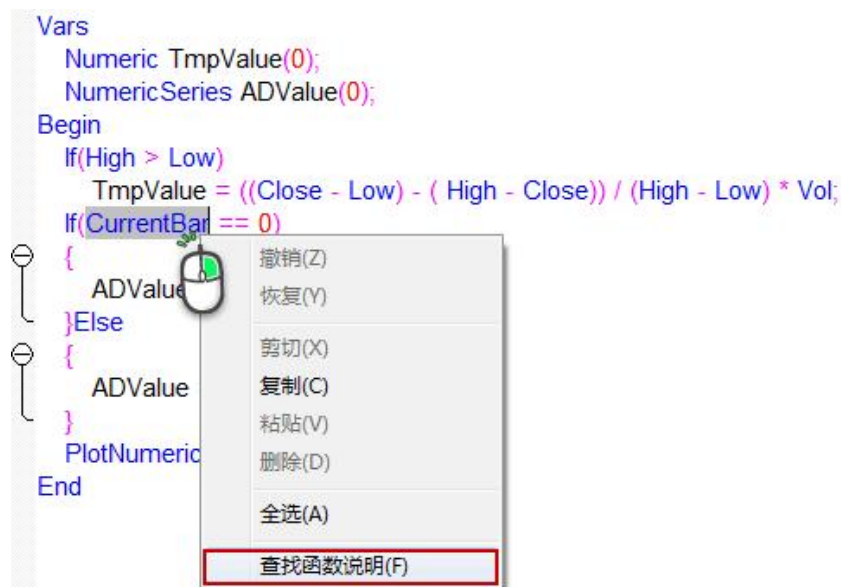 Vars
Numeric TmpValue(0);
NumericSeries ADValue(0);
Begin
If(High > Low)
TmpValue = ((Close - Low) - ( High - Close)) / (High - Low) * Vol;
If(CurrentBar == 0)
{
ADValue
}Else
{
ADValue
}
PlotNumeric
End
撤销(Z)
恢复(Y)
剪切(X)
复制(C)
粘贴(V)
删除(D)
全选(A)
查找函数说明(F)